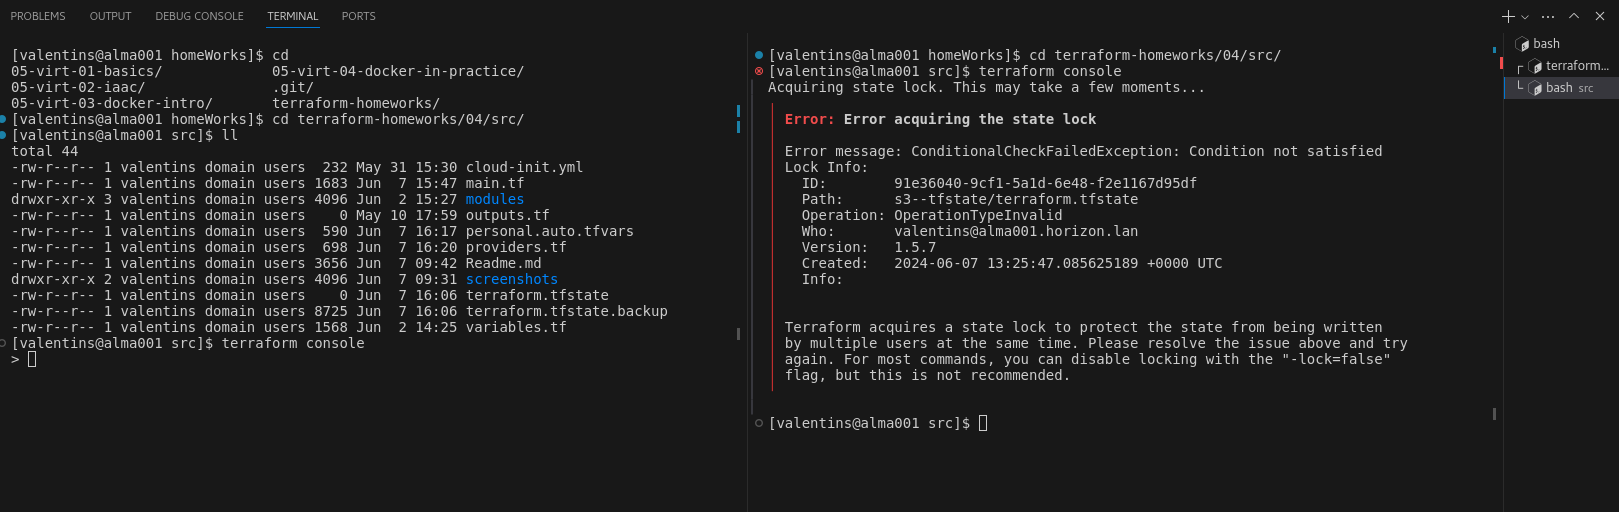 PROBLEMS OUTPUT DEBUG CONSOLE TERMINAL PORTS
[valentins@alma001 homeWorks]$ cd
05-virt-01-basics/ 05-virt-04-docker-in-practice/
05-virt-02-iaac/ .git/
05-virt-03-docker-intro/ terraform-homeworks/
[valentins@alma001 homeWorks]$ cd terraform-homeworks/04/src/
[valentins@alma001 src]$ ll
total 44
-rw-r--r-- 1 valentins domain users 232 May 31 15:30 cloud-init.yml
-rw-r--r-- 1 valentins domain users 1683 Jun 7 15:47 main.tf
drwxr-xr-x 3 valentins domain users 4096 Jun 2 15:27 modules
-rw-r--r-- 1 valentins domain users 0 May 10 17:59 outputs.tf
-rw-r--r-- 1 valentins domain users 590 Jun 7 16:17 personal.auto.tfvars
-rw-r--r-- 1 valentins domain users 698 Jun 7 16:20 providers.tf
-rw-r--r-- 1 valentins domain users 3656 Jun 7 09:42 Readme.md
drwxr-xr-x 2 valentins domain users 4096 Jun 7 09:31 screenshots
-rw-r--r-- 1 valentins domain users 0 Jun 7 16:06 terraform.tfstate
-rw-r--r-- 1 valentins domain users 8725 Jun 7 16:06 terraform.tfstate.backup
-rw-r--r-- 1 valentins domain users 1568 Jun 2 14:25 variables.tf
[valentins@alma001 src]$ terraform console
>
[valentins@alma001 homeWorks]$ cd terraform-homeworks/04/src/
[valentins@alma001 src]$ terraform console
Acquiring state lock. This may take a few moments...
Error: Error acquiring the state lock
Error message: ConditionalCheckFailedException: Condition not satisfied
Lock Info:
ID: 91e36040-9cf1-5a1d-6e48-f2e1167d95df
Path: s3--tfstate/terraform.tfstate
Operation: OperationTypeInvalid
Who: valentins@alma001.horizon.lan
Version: 1.5.7
Created: 2024-06-07 13:25:47.085625189 +0000 UTC
Info:
Terraform acquires a state lock to protect the state from being written
by multiple users at the same time. Please resolve the issue above and try
again. For most commands, you can disable locking with the "-lock=false"
flag, but this is not recommended.
[valentins@alma001 src]$
bash
terraform...
bash src